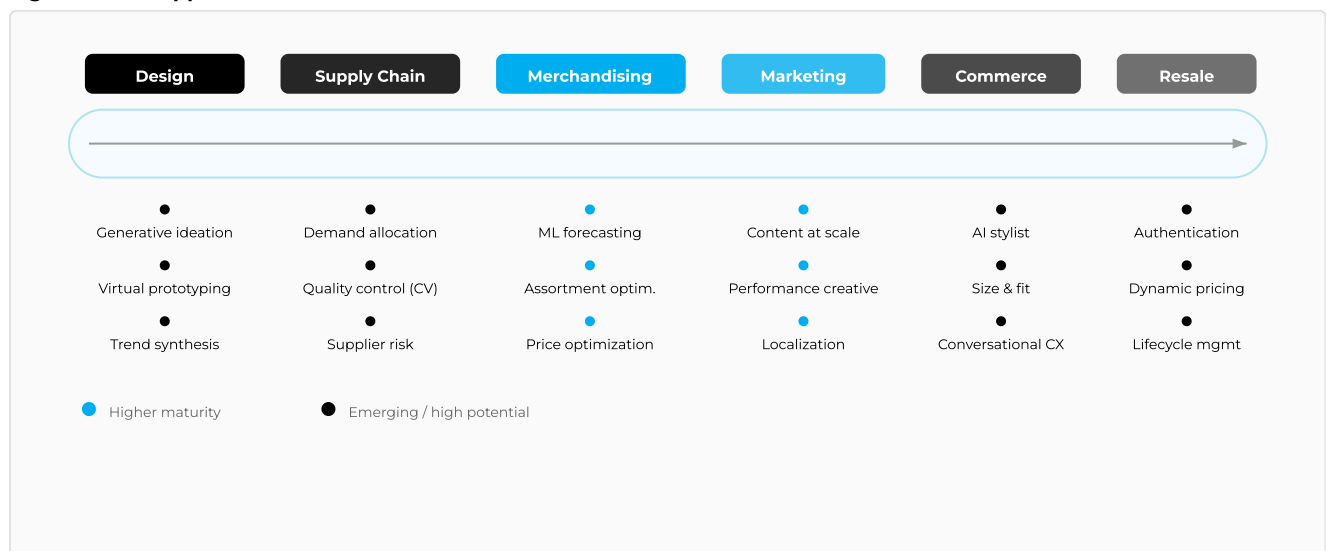 Design
Supply Chain
Merchandising
Marketing
Commerce
Resale
Generative ideation
Demand allocation
ML forecasting
Content at scale
AI stylist
Authentication
Virtual prototyping
Quality control (CV)
Assortment optim.
Performance creative
Size & fit
Dynamic pricing
Trend synthesis
Supplier risk
Price optimization
Localization
Conversational CX
Lifecycle mgmt
Higher maturity
Emerging / high potential